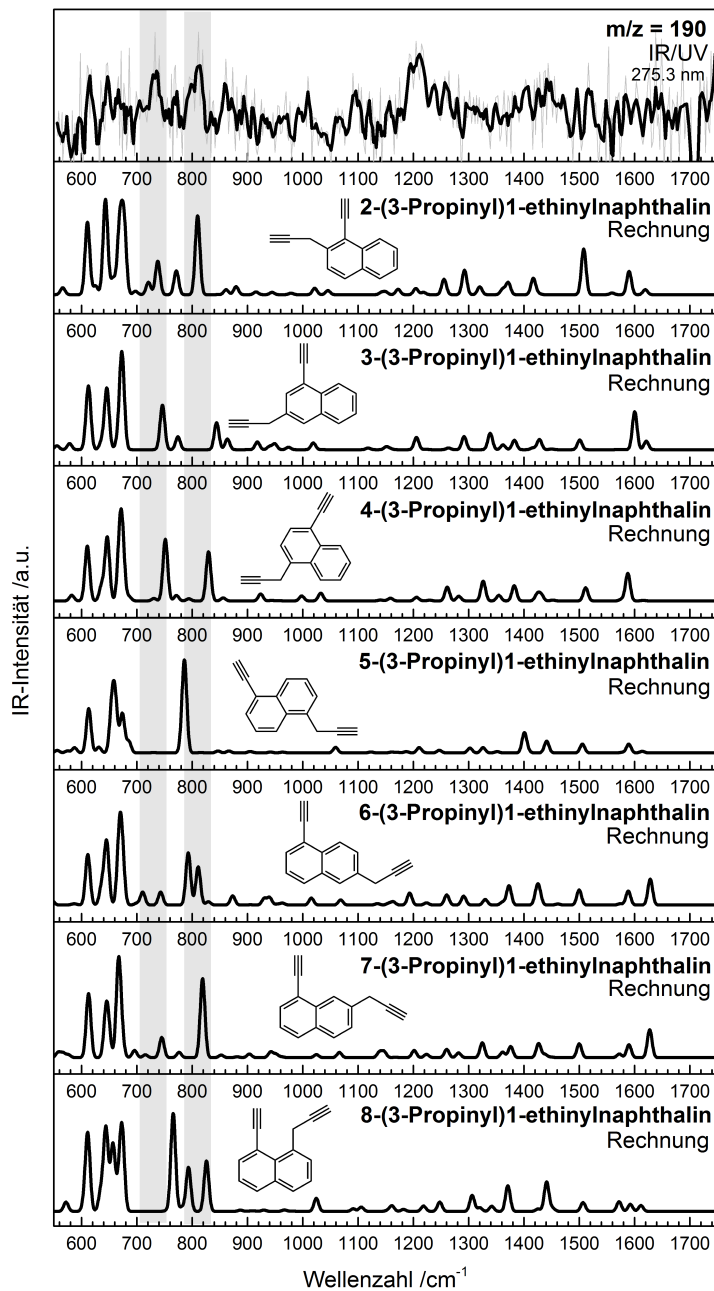 m/z = 190
IR/UV
275.3 nm
600 700 800 900 1000 1100 1200 1300 1400 1500 1600 1700
2-(3-Propinyl)1-ethinylnaphthalin
Rechnung
600 700 800 900 1000 1100 1200 1300 1400 1500 1600 1700
3-(3-Propinyl)1-ethinylnaphthalin
Rechnung
600 700 800 900 1000 1100 1200 1300 1400 1500 1600 1700
4-(3-Propinyl)1-ethinylnaphthalin
Rechnung
600 700 800 900 1000 1100 1200 1300 1400 1500 1600 1700
5-(3-Propinyl)1-ethinylnaphthalin
Rechnung
600 700 800 900 1000 1100 1200 1300 1400 1500 1600 1700
6-(3-Propinyl)1-ethinylnaphthalin
Rechnung
600 700 800 900 1000 1100 1200 1300 1400 1500 1600 1700
7-(3-Propinyl)1-ethinylnaphthalin
Rechnung
600 700 800 900 1000 1100 1200 1300 1400 1500 1600 1700
8-(3-Propinyl)1-ethinylnaphthalin
Rechnung
600 700 800 900 1000 1100 1200 1300 1400 1500 1600 1700
Wellenzahl /cm⁻¹
IR-Intensität /a.u.